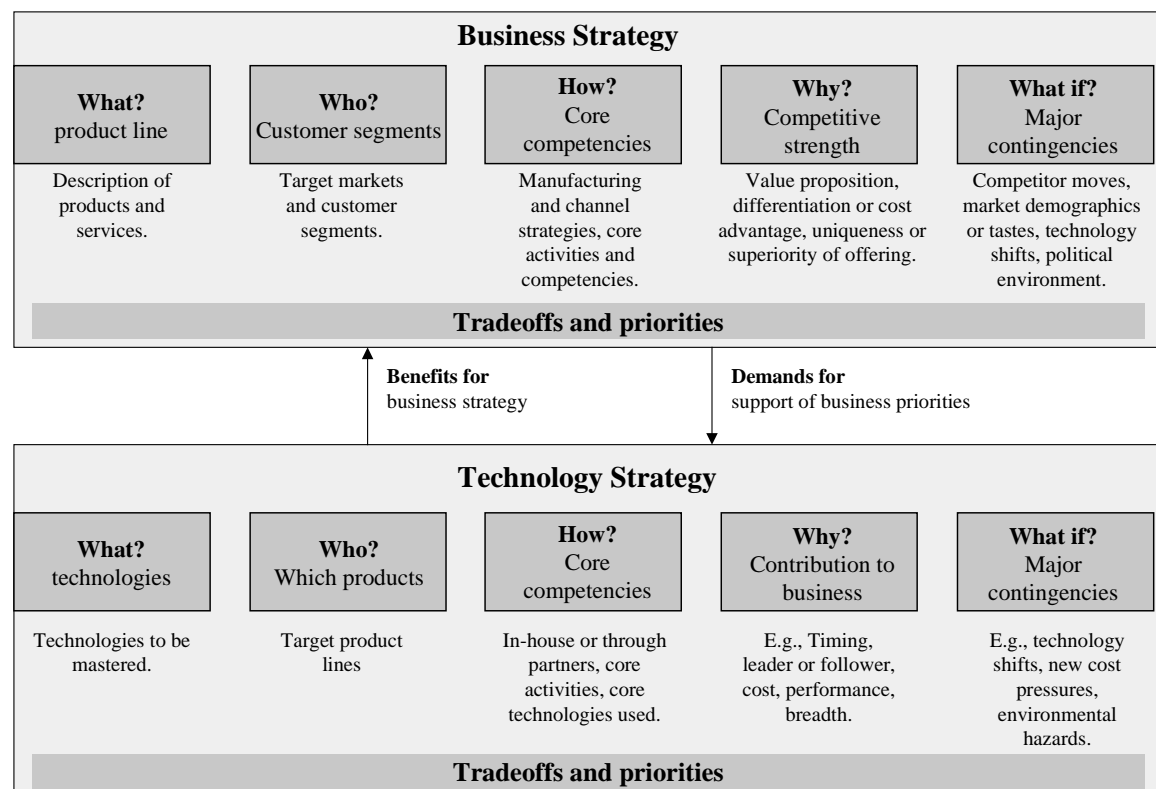 Business Strategy
What?
product line
Description of
products and
services.
Who?
Customer segments
Target markets
and customer
segments.
How?
Core
competencies
Manufacturing
and channel
strategies, core
activities and
competencies.
Why?
Competitive
strength
Value proposition,
differentiation or cost
advantage, uniqueness or
superiority of offering.
What if?
Major
contingencies
Competitor moves,
market demographics
or tastes, technology
shifts, political
environment.
Tradeoffs and priorities
Benefits for
business strategy
Demands for
support of business priorities
Technology Strategy
What?
technologies
Technologies to be
mastered.
Who?
Which products
Target product
lines
How?
Core
competencies
In-house or through
partners, core
activities, core
technologies used.
Why?
Contribution to
business
E.g., Timing,
leader or follower,
cost, performance,
breadth.
What if?
Major
contingencies
E.g., technology
shifts, new cost
pressures,
environmental
hazards.
Tradeoffs and priorities